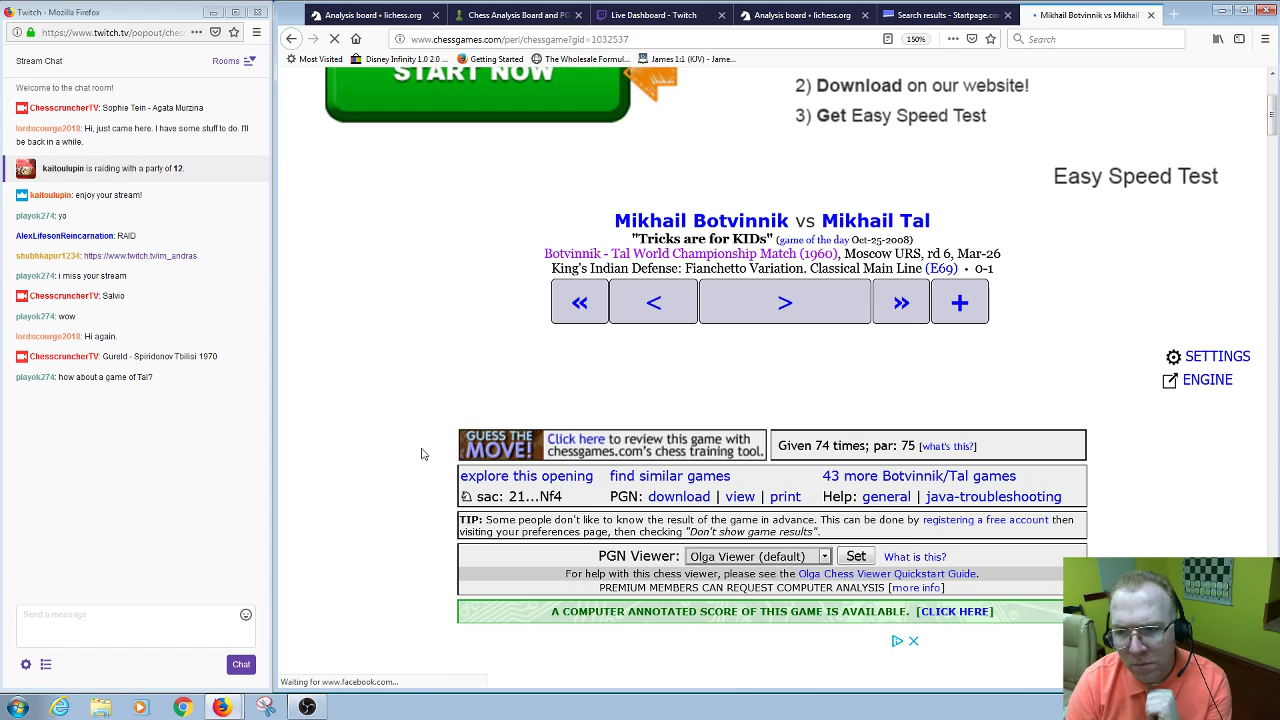 Twitch - Mozilla Firefox
https://www.twitch.tv/popout/ches
Stream Chat
Rooms
Welcome to the chat room!
ChesscruncherTV: Sophie Tein - Agata Murzina
lordscourge2018: Hi, just came here. I have some stuff to do. I'll
be back in a while.
kaitoulupin is raiding with a party of 12.
kaitoulupin: enjoy your stream!
playok274: yo
AlexLifesonReincarnation: RAID
shubhkapur1234: https://www.twitch.tv/im_andras
playok274: i miss your stream
ChesscruncherTV: Salvio
playok274: wow
lordscourge2018: Hi again.
ChesscruncherTV: Gureld - Spiridonov Tbilisi 1970
playok274: how about a game of Tal?
Send a message
Chat
Analysis board • lichess.org
Chess Analysis Board and PG
Live Dashboard - Twitch
Analysis board • lichess.org
Search results - Startpage.con
Mikhail Botvinnik vs Mikhail
www.chessgames.com/perl/chessgame?gid=1032537
150%
Search
Most Visited
Disney Infinity 1.0 2.0 ...
Getting Started
The Wholesale Formul...
James 1:1 (KJV) - Jame...
START NOW
2) Download on our website!
3) Get Easy Speed Test
Easy Speed Test
Mikhail Botvinnik vs Mikhail Tal
"Tricks are for KIDs" (game of the day Oct-25-2008)
Botvinnik - Tal World Championship Match (1960), Moscow URS, rd 6, Mar-26
King's Indian Defense: Fianchetto Variation. Classical Main Line (E69) • 0-1
« < > » +
SETTINGS
ENGINE
GUESS THE MOVE!
Click here to review this game with
chessgames.com's chess training tool.
Given 74 times; par: 75 [what's this?]
explore this opening find similar games 43 more Botvinnik/Tal games
♘ sac: 21...Nf4 PGN: download | view | print Help: general | java-troubleshooting
TIP: Some people don't like to know the result of the game in advance. This can be done by registering a free account then
visiting your preferences page, then checking "Don't show game results".
PGN Viewer: Olga Viewer (default) Set What is this?
For help with this chess viewer, please see the Olga Chess Viewer Quickstart Guide.
PREMIUM MEMBERS CAN REQUEST COMPUTER ANALYSIS [more info]
A COMPUTER ANNOTATED SCORE OF THIS GAME IS AVAILABLE. [CLICK HERE]
Waiting for www.facebook.com...